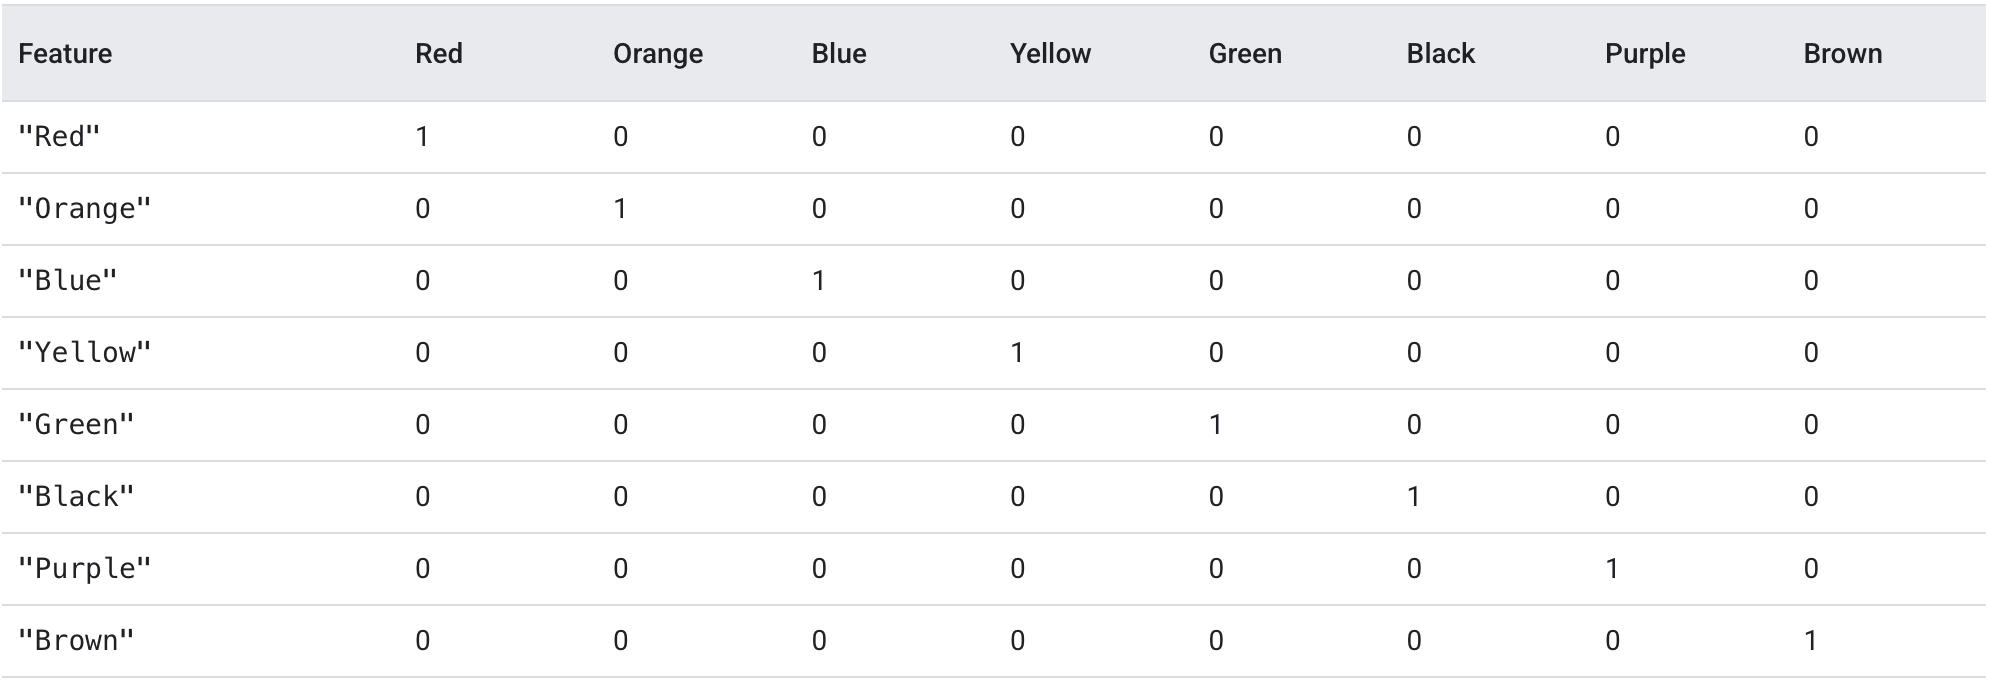 Feature Red Orange Blue Yellow Green Black Purple Brown
"Red" 1 0 0 0 0 0 0 0
"Orange" 0 1 0 0 0 0 0 0
"Blue" 0 0 1 0 0 0 0 0
"Yellow" 0 0 0 1 0 0 0 0
"Green" 0 0 0 0 1 0 0 0
"Black" 0 0 0 0 0 1 0 0
"Purple" 0 0 0 0 0 0 1 0
"Brown" 0 0 0 0 0 0 0 1